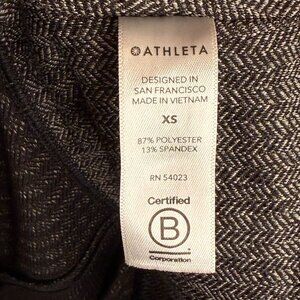 ATHLETA
DESIGNED IN
SAN FRANCISCO
MADE IN VIETNAM
XS
87% POLYESTER
13% SPANDEX
RN 54023
Certified
B
Corporation